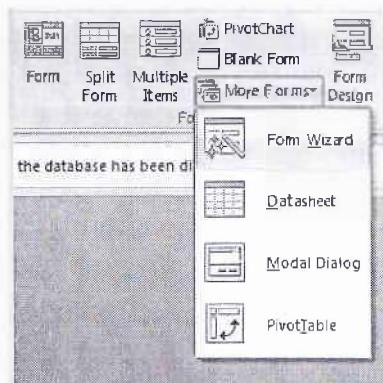 PivotChart
Blank Form
Form
Split Form
Multiple Items
More Forms
Form Design
Fo
the database has been di
Form Wizard
Datasheet
Modal Dialog
PivotTable